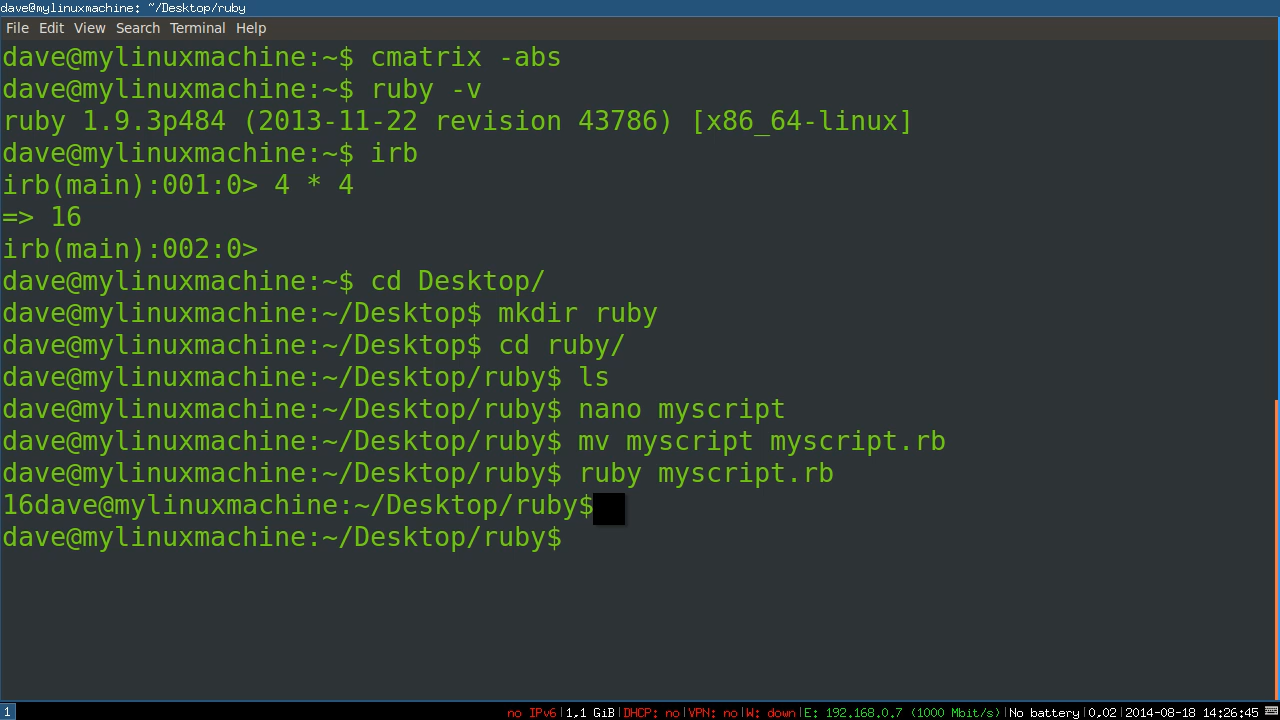 dave@mylinuxmachine: ~/Desktop/ruby
File Edit View Search Terminal Help
dave@mylinuxmachine:~$ cmatrix -abs
dave@mylinuxmachine:~$ ruby -v
ruby 1.9.3p484 (2013-11-22 revision 43786) [x86_64-linux]
dave@mylinuxmachine:~$ irb
irb(main):001:0> 4 * 4
=> 16
irb(main):002:0>
dave@mylinuxmachine:~$ cd Desktop/
dave@mylinuxmachine:~/Desktop$ mkdir ruby
dave@mylinuxmachine:~/Desktop$ cd ruby/
dave@mylinuxmachine:~/Desktop/ruby$ ls
dave@mylinuxmachine:~/Desktop/ruby$ nano myscript
dave@mylinuxmachine:~/Desktop/ruby$ mv myscript myscript.rb
dave@mylinuxmachine:~/Desktop/ruby$ ruby myscript.rb
16dave@mylinuxmachine:~/Desktop/ruby$
dave@mylinuxmachine:~/Desktop/ruby$
1 no IPv6|1,1 GiB|DHCP: no|VPN: no|W: down|E: 192.168.0.7 (1000 Mbit/s)|No battery|0.02|2014-08-18 14:26:45